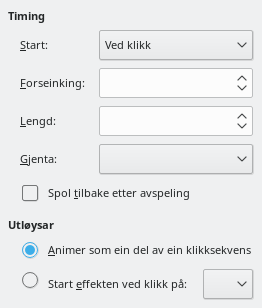 Timing
Start:
Ved klikk
Forseinking:
Lengd:
Gjenta:
Spol tilbake etter avspeling
Utløysar
Animer som ein del av ein klikksekvens
Start effekten ved klikk på: